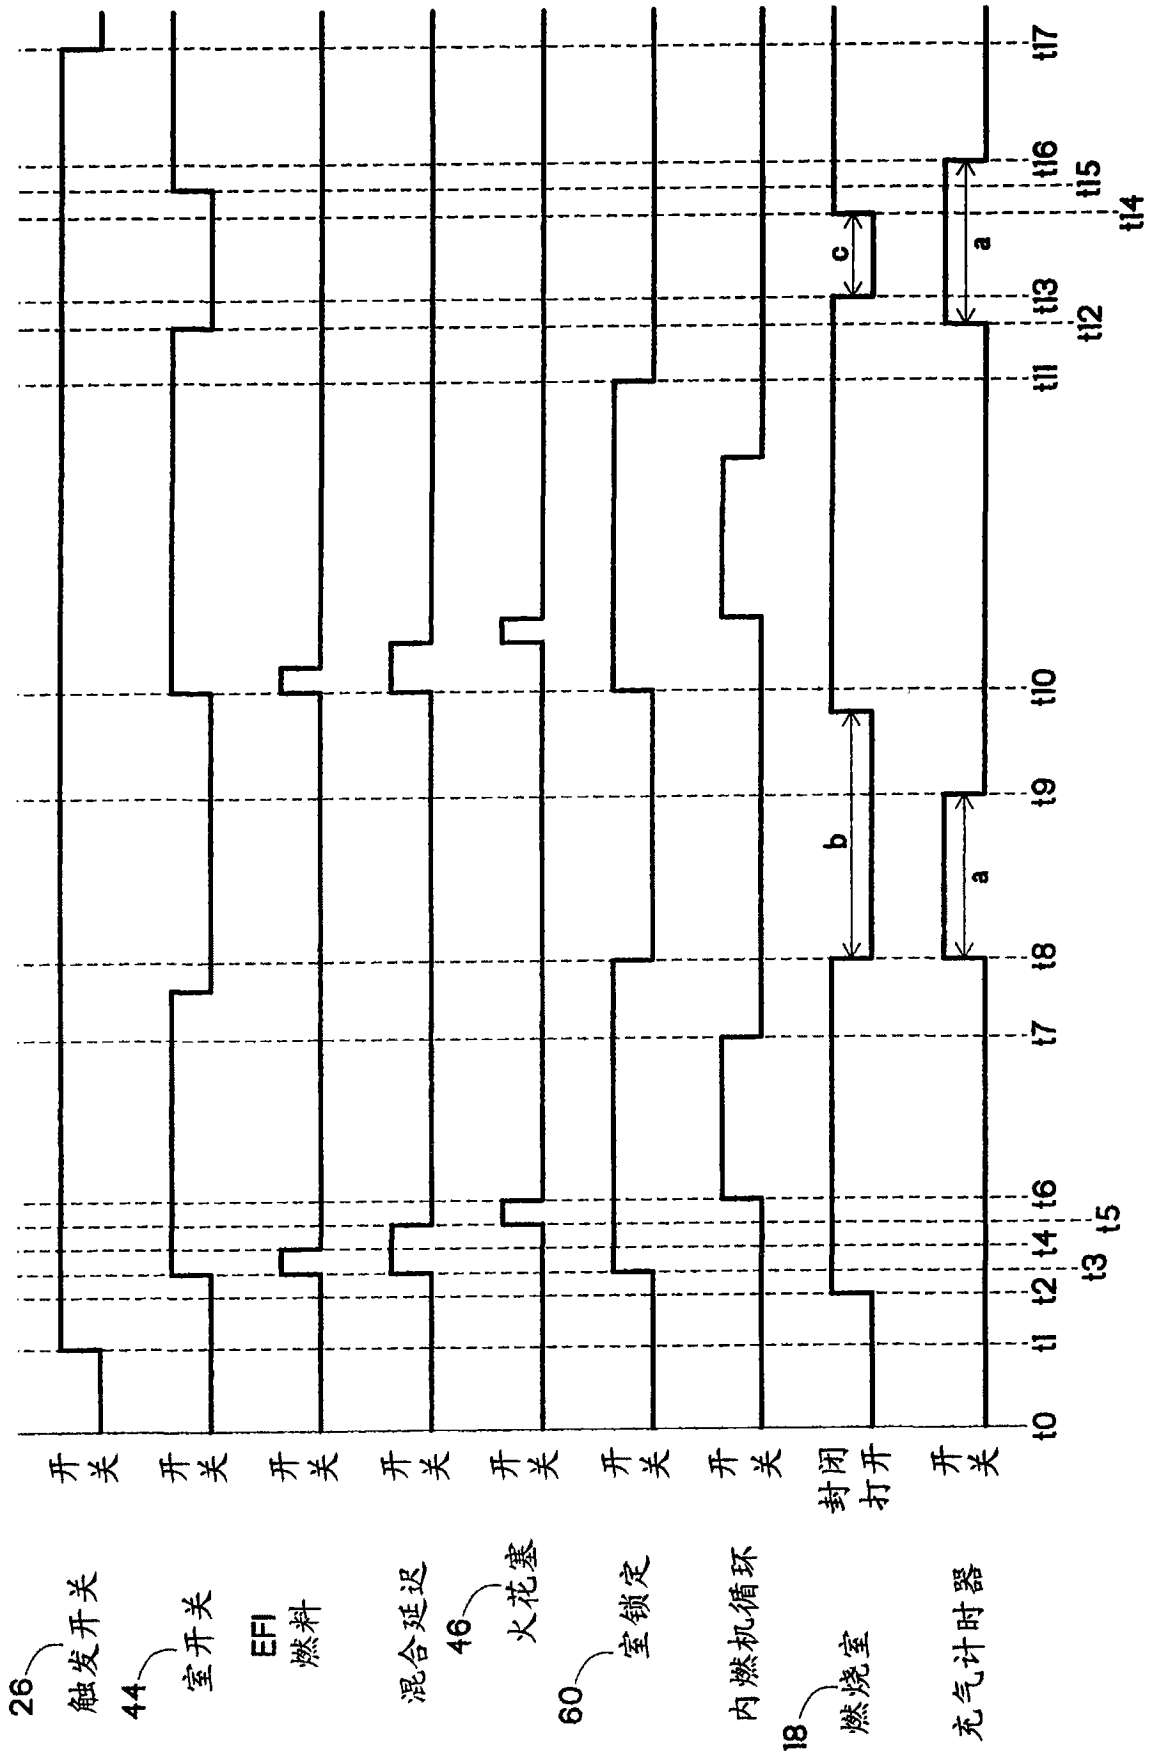 26
触发开关
开
关
44
室开关
开
关
EFI
燃料
开
关
混合延迟
开
关
46
火花塞
开
关
60
室锁定
开
关
内燃机循环
开
关
18
燃烧室
封闭
打开
b
c
充气计时器
开
关
a
a
t0
t1
t2
t3
t4
t5
t6
t7
t8
t9
t10
t11
t12
t13
t14
t15
t16
t17